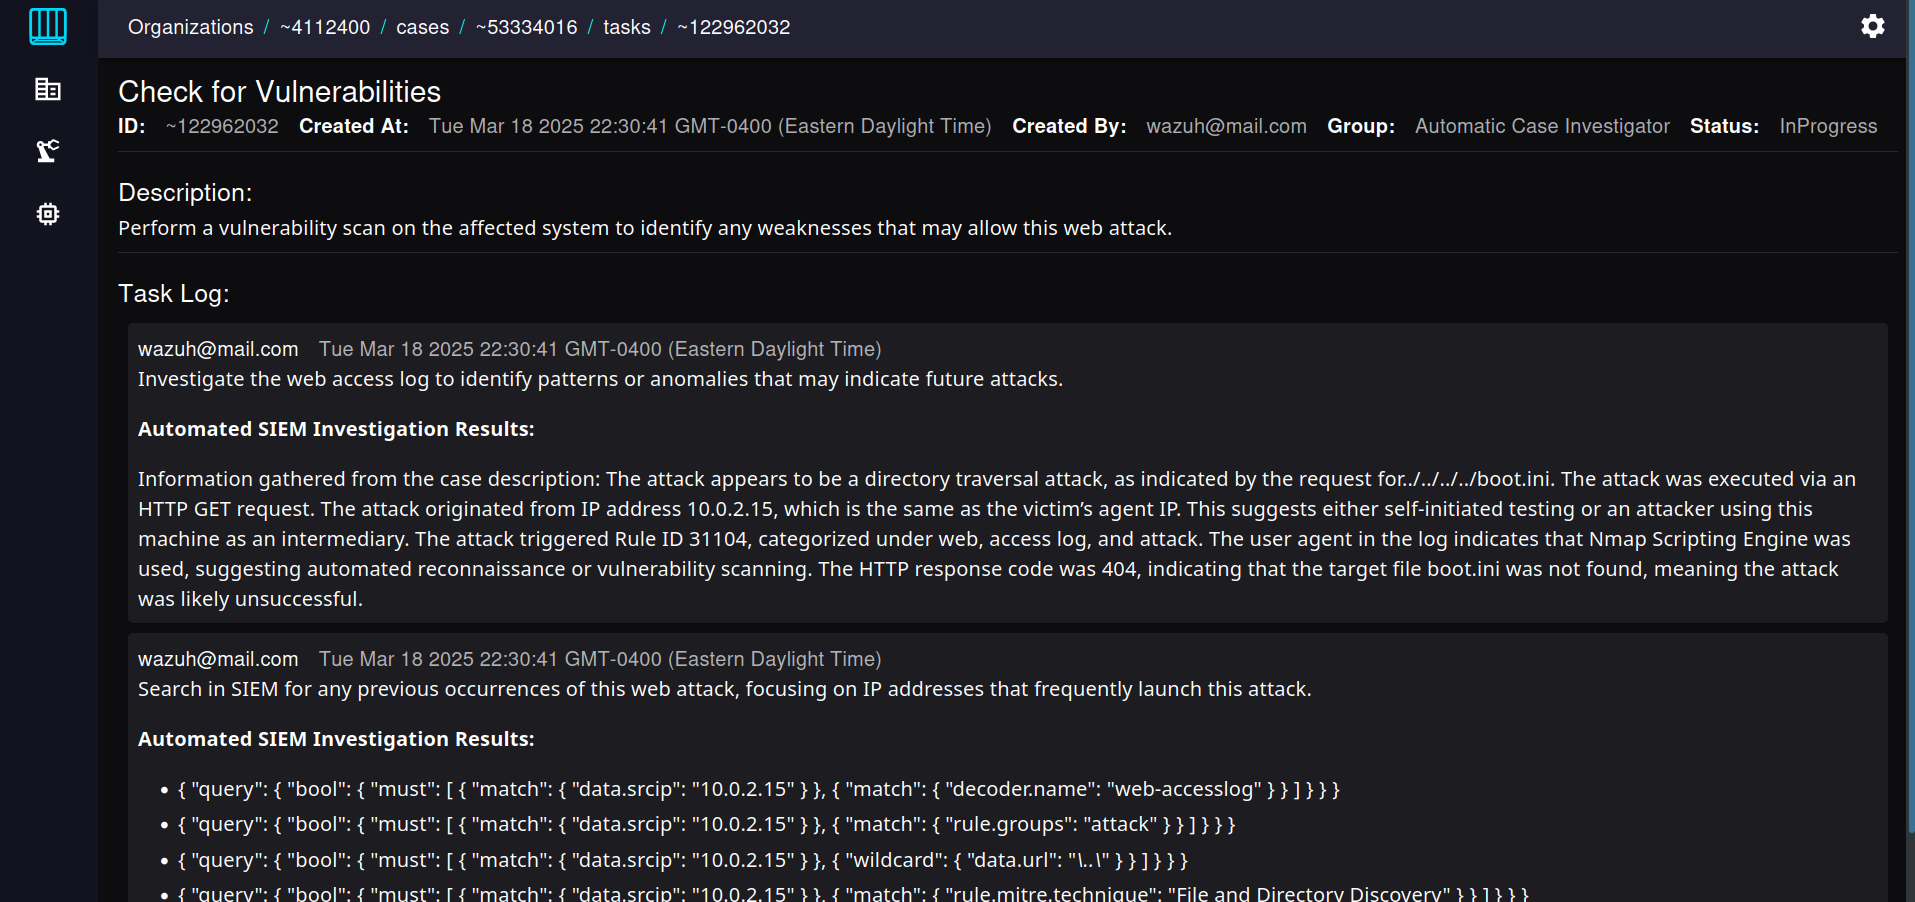 Organizations / ~4112400 / cases / ~53334016 / tasks / ~122962032
Check for Vulnerabilities
ID: ~122962032 Created At: Tue Mar 18 2025 22:30:41 GMT-0400 (Eastern Daylight Time) Created By: wazuh@mail.com Group: Automatic Case Investigator Status: InProgress
Description:
Perform a vulnerability scan on the affected system to identify any weaknesses that may allow this web attack.
Task Log:
wazuh@mail.com Tue Mar 18 2025 22:30:41 GMT-0400 (Eastern Daylight Time)
Investigate the web access log to identify patterns or anomalies that may indicate future attacks.
Automated SIEM Investigation Results:
Information gathered from the case description: The attack appears to be a directory traversal attack, as indicated by the request for../../../../boot.ini. The attack was executed via an
HTTP GET request. The attack originated from IP address 10.0.2.15, which is the same as the victim’s agent IP. This suggests either self-initiated testing or an attacker using this
machine as an intermediary. The attack triggered Rule ID 31104, categorized under web, access log, and attack. The user agent in the log indicates that Nmap Scripting Engine was
used, suggesting automated reconnaissance or vulnerability scanning. The HTTP response code was 404, indicating that the target file boot.ini was not found, meaning the attack
was likely unsuccessful.
wazuh@mail.com Tue Mar 18 2025 22:30:41 GMT-0400 (Eastern Daylight Time)
Search in SIEM for any previous occurrences of this web attack, focusing on IP addresses that frequently launch this attack.
Automated SIEM Investigation Results:
• { "query": { "bool": { "must": [ { "match": { "data.srcip": "10.0.2.15" } }, { "match": { "decoder.name": "web-accesslog" } } ] } } }
• { "query": { "bool": { "must": [ { "match": { "data.srcip": "10.0.2.15" } }, { "match": { "rule.groups": "attack" } } ] } } }
• { "query": { "bool": { "must": [ { "match": { "data.srcip": "10.0.2.15" } }, { "wildcard": { "data.url": "\..\" } } ] } } }
• { "query": { "bool": { "must": [ { "match": { "data.srcip": "10.0.2.15" } }, { "match": { "rule.mitre.technique": "File and Directory Discovery" } } ] } } }